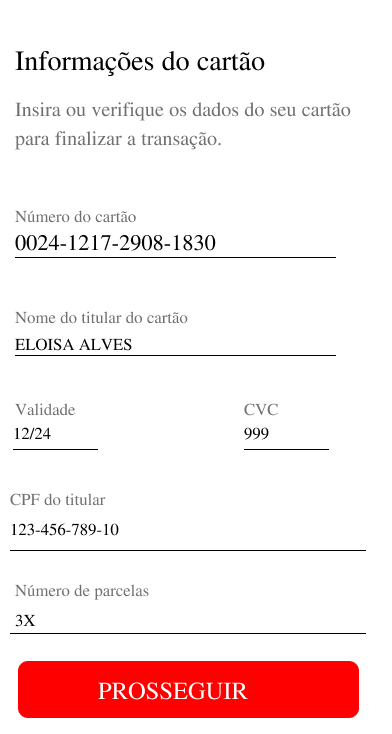 Informações do cartão
Insira ou verifique os dados do seu cartão
para finalizar a transação.
Número do cartão
0024-1217-2908-1830
Nome do titular do cartão
ELOISA ALVES
Validade CVC
12/24 999
CPF do titular
123-456-789-10
Número de parcelas
3X
PROSSEGUIR